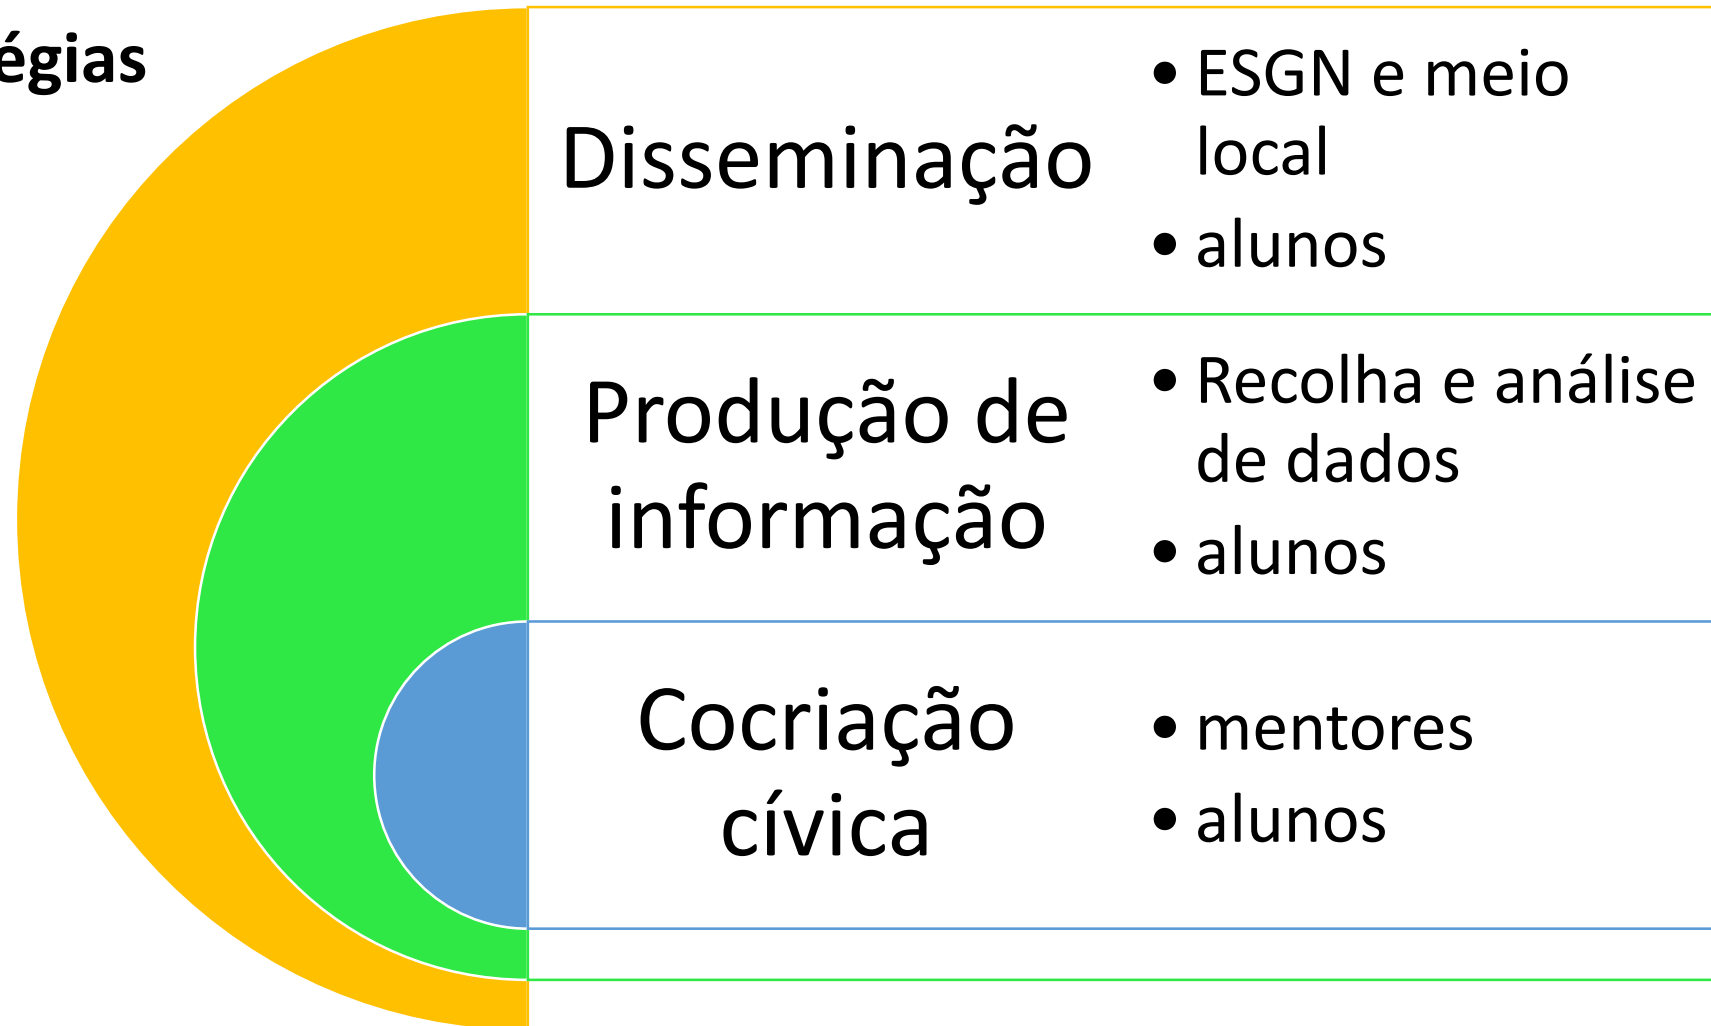 égias
Disseminação
• ESGN e meio
local
• alunos
Produção de
informação
• Recolha e análise
de dados
• alunos
Cocriação
cívica
• mentores
• alunos